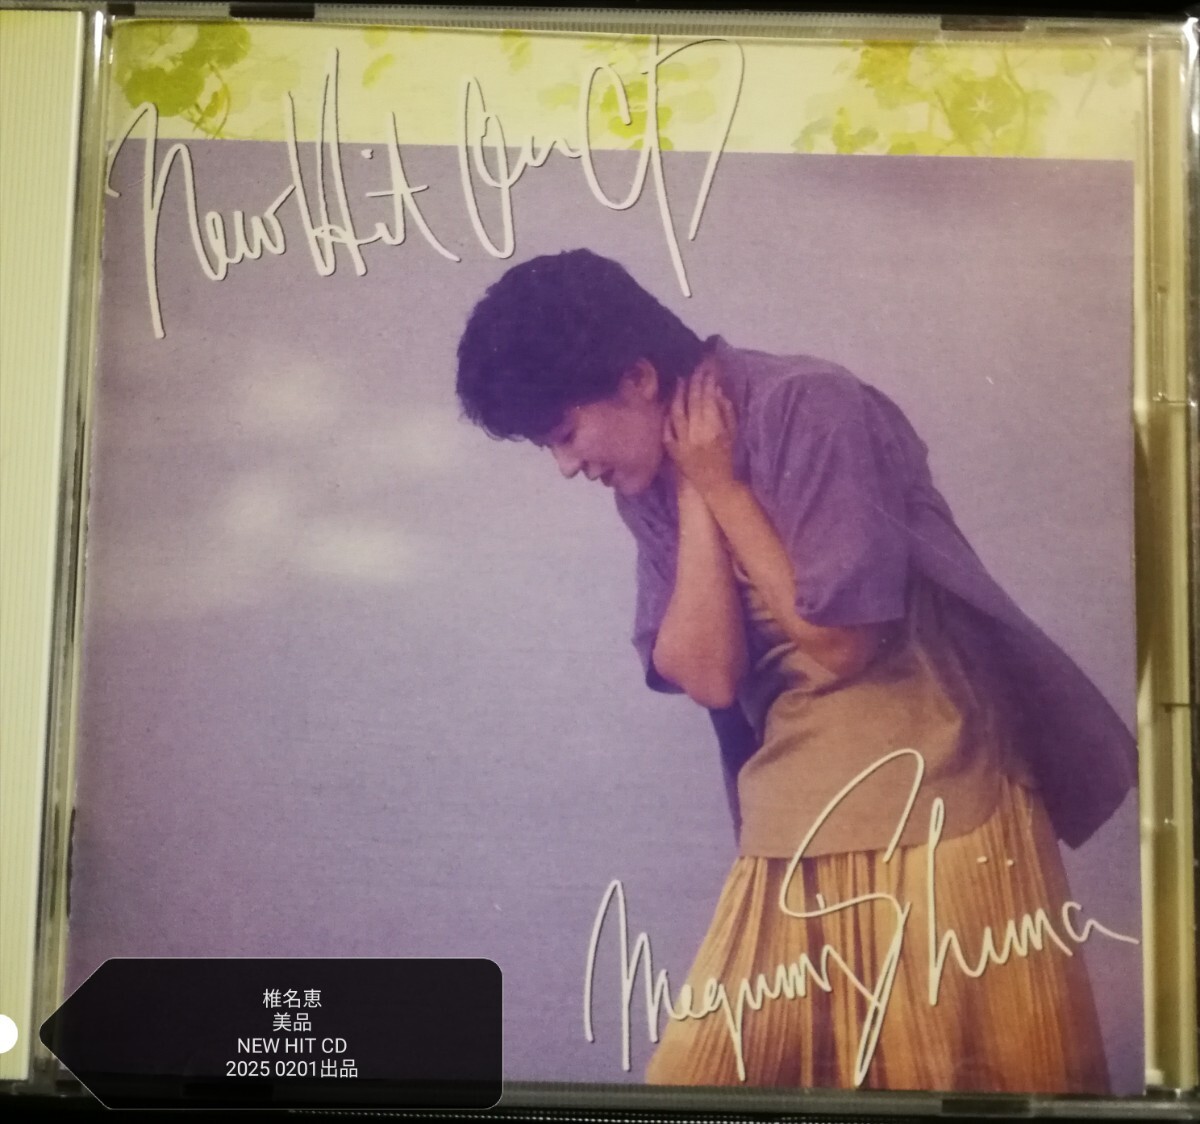 New Hit On CD
Megumi Shiina
椎名恵
美品
NEW HIT CD
2025 0201出品